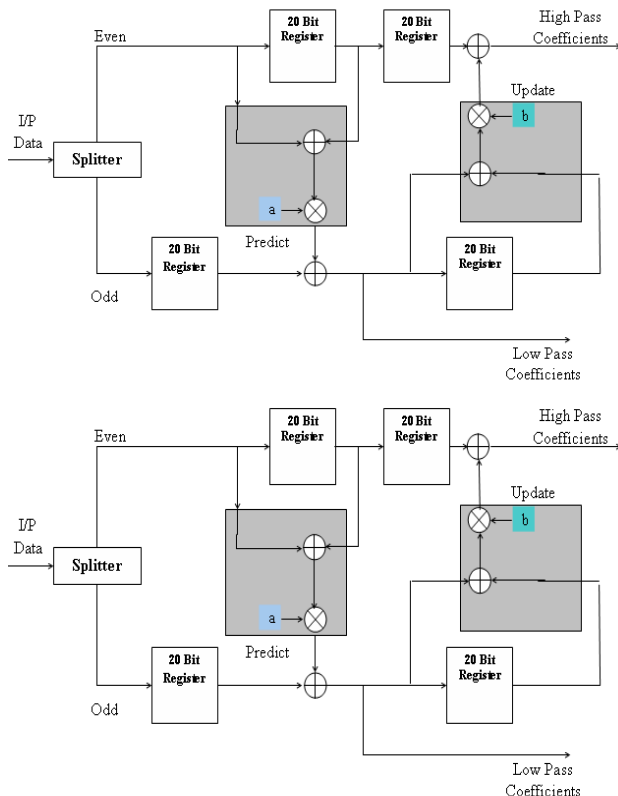 20 Bit
Register
20 Bit
Register
High Pass
Coefficients
Even
Update
b
I/P
Data
Splitter
a
Predict
20 Bit
Register
20 Bit
Register
Odd
Low Pass
Coefficients
20 Bit
Register
20 Bit
Register
High Pass
Coefficients
Even
Update
b
I/P
Data
Splitter
a
Predict
20 Bit
Register
20 Bit
Register
Odd
Low Pass
Coefficients